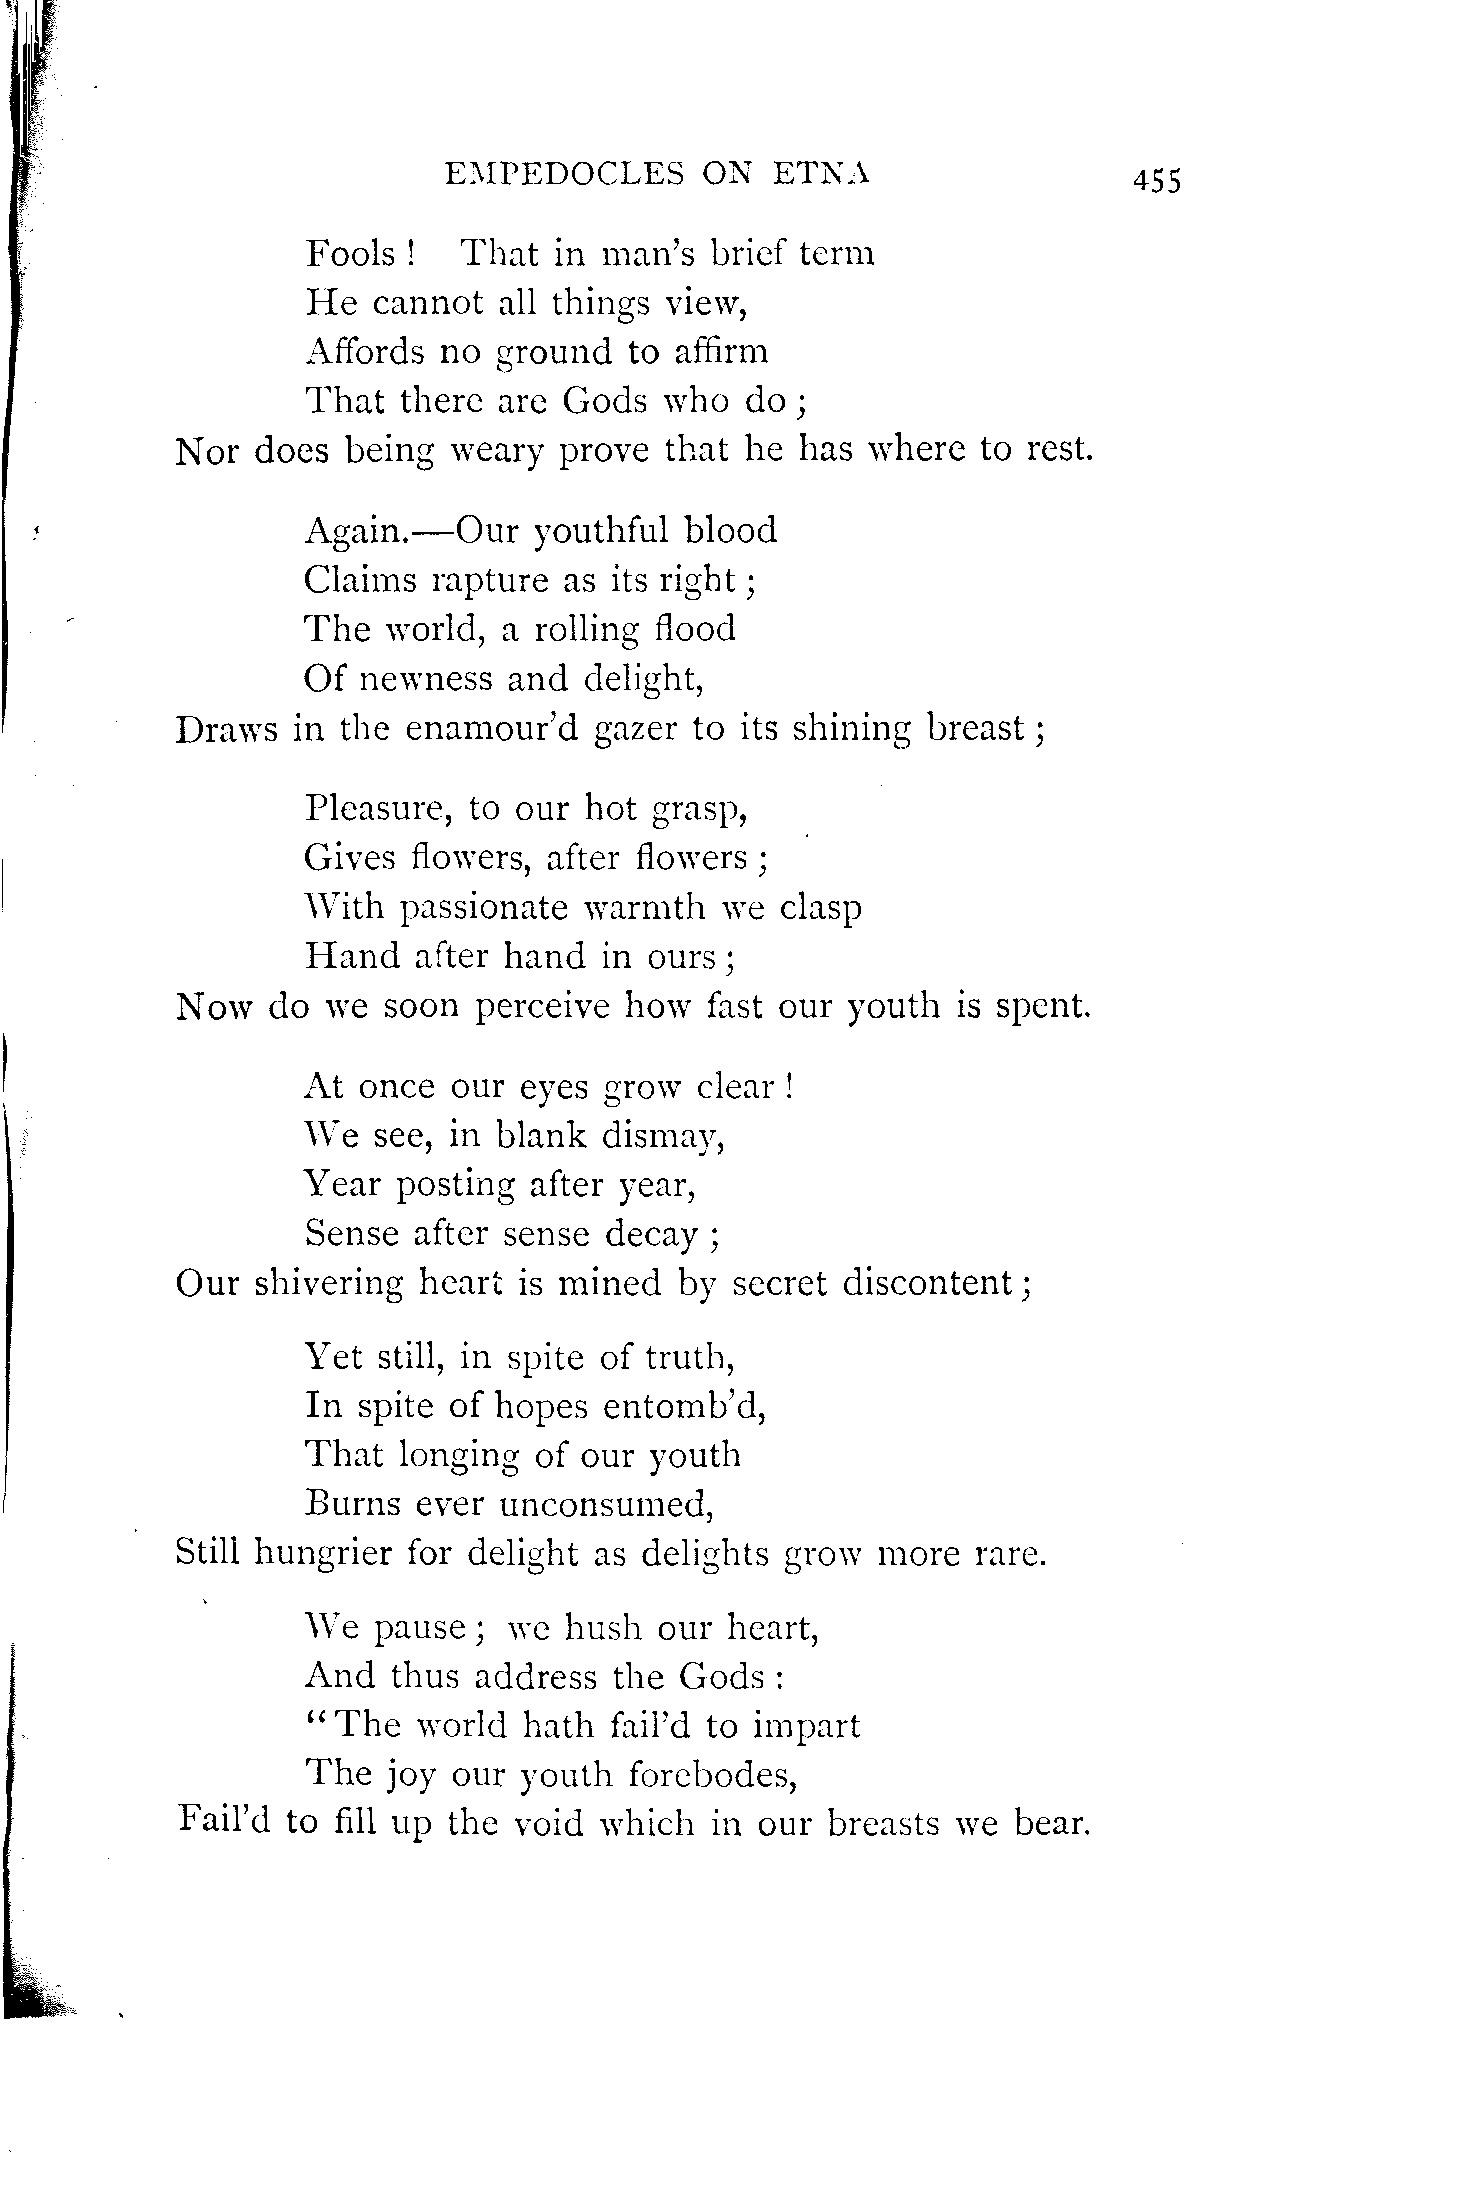 EMPEDOCLES ON ETNA 455
Fools ! That in man's brief term
He cannot all things view,
Affords no ground to affirm
That there are Gods who do ;
Nor does being weary prove that he has where to rest.
Again.—Our youthful blood
Claims rapture as its right ;
The world, a rolling flood
Of newness and delight,
Draws in the enamour'd gazer to its shining breast ;
Pleasure, to our hot grasp,
Gives flowers, after flowers ;
With passionate warmth we clasp
Hand after hand in ours ;
Now do we soon perceive how fast our youth is spent.
At once our eyes grow clear !
We see, in blank dismay,
Year posting after year,
Sense after sense decay ;
Our shivering heart is mined by secret discontent ;
Yet still, in spite of truth,
In spite of hopes entomb'd,
That longing of our youth
Burns ever unconsumed,
Still hungrier for delight as delights grow more rare.
We pause ; we hush our heart,
And thus address the Gods :
“ The world hath fail'd to impart
The joy our youth forebodes,
Fail'd to fill up the void which in our breasts we bear.